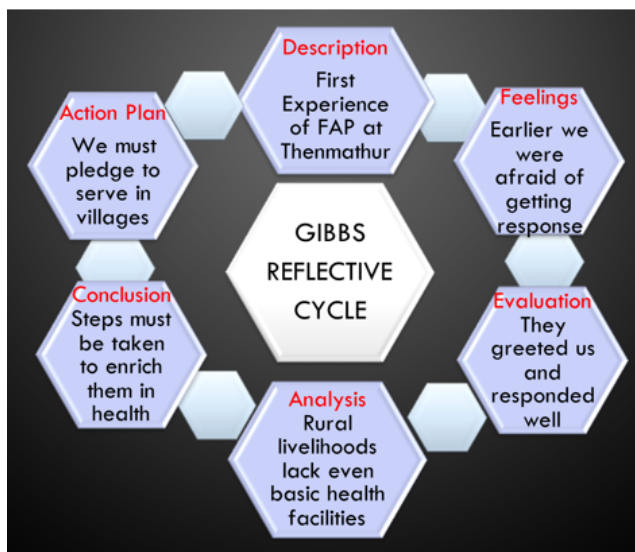 Description
First
Experience
of FAP at
Thenmathur
Feelings
Earlier we
were
afraid of
getting
response
Evaluation
They
greeted us
and
responded
well
Analysis
Rural
livelihoods
lack even
basic health
facilities
Conclusion
Steps must
be taken
to enrich
them in
health
Action Plan
We must
pledge to
serve in
villages
GIBBS
REFLECTIVE
CYCLE